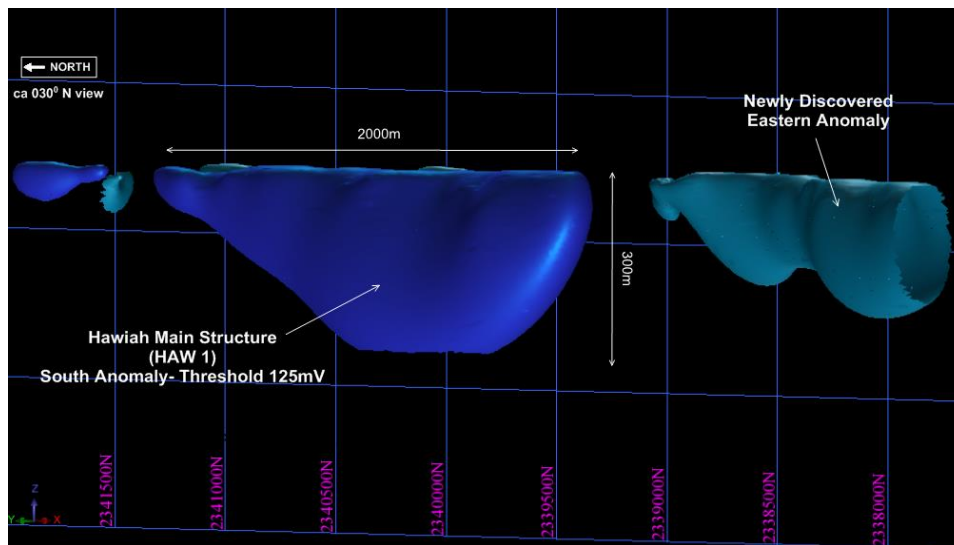 NORTH
ca 030⁰ N view
2000m
Newly Discovered
Eastern Anomaly
300m
Hawiah Main Structure
(HAW 1)
South Anomaly- Threshold 125mV
2341500N
2341000N
2340500N
2340000N
2339500N
2339000N
2338500N
2338000N
Z
Y
X